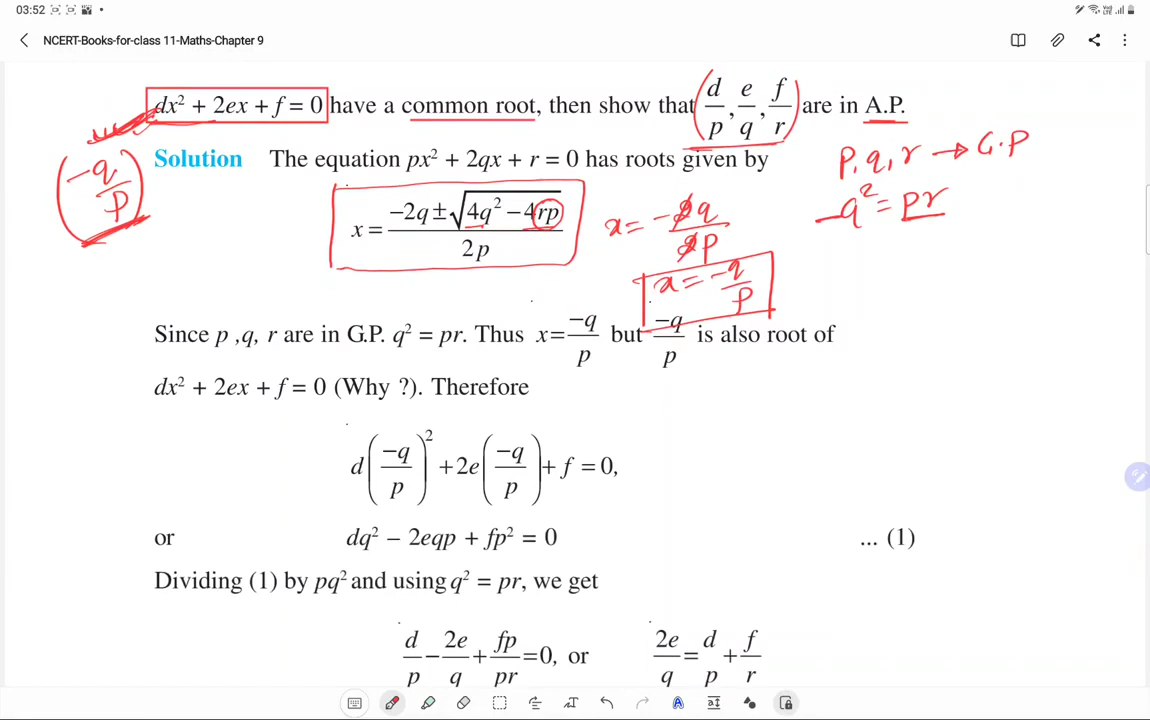 03:52
NCERT-Books-for-class 11-Maths-Chapter 9
dx² + 2ex + f = 0 have a common root, then show that d/p, e/q, f/r are in A.P.
p, q, r → G.P
Solution The equation px² + 2qx + r = 0 has roots given by
-q/p
-q² = pr
x = (−2q ± √(4q² − 4rp))/2p
x = -2q/2p
x = -q/p
Since p ,q, r are in G.P. q² = pr. Thus x = −q/p but −q/p is also root of
dx² + 2ex + f = 0 (Why ?). Therefore
d(−q/p)² + 2e(−q/p) + f = 0,
or dq² − 2eqp + fp² = 0 ... (1)
Dividing (1) by pq² and using q² = pr, we get
d/p − 2e/q + fp/pr = 0, or 2e/q = d/p + f/r